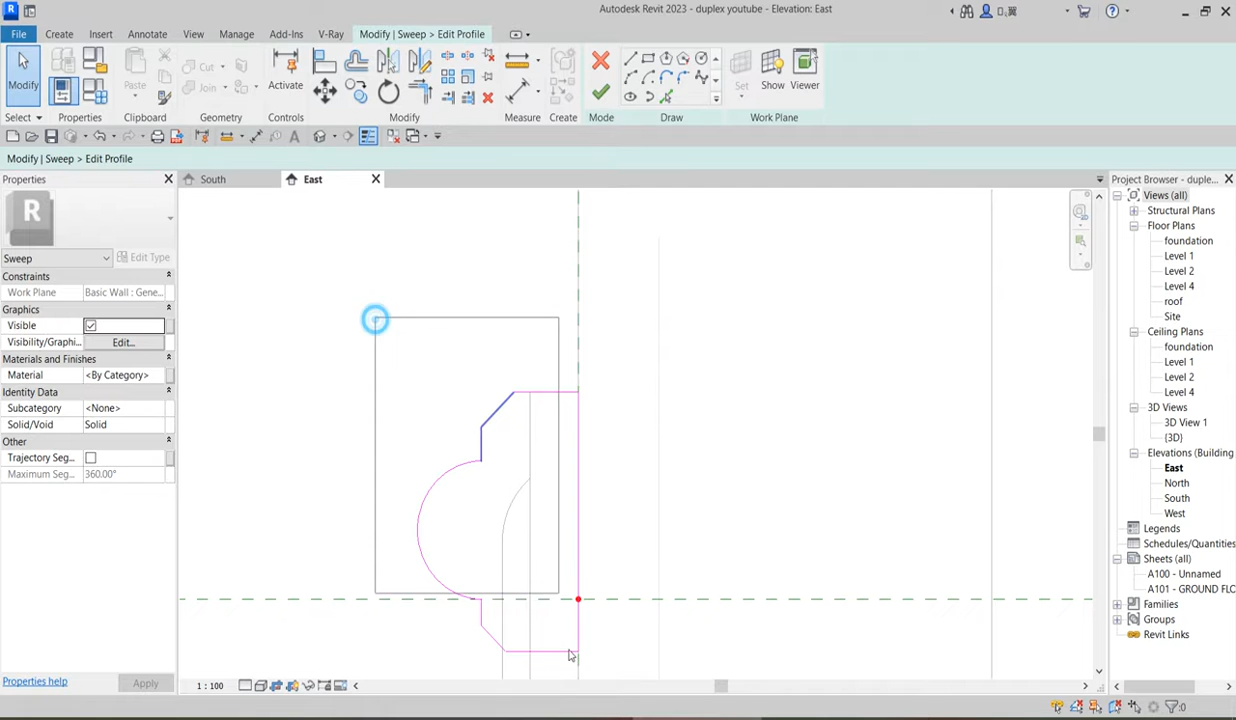 Autodesk Revit 2023 - duplex youtube - Elevation: East
File Create Insert Annotate View Manage Add-Ins V-Ray Modify | Sweep > Edit Profile
Modify
Paste
Cut
Join
Activate
Create
Set
Show
Viewer
Select Properties Clipboard Geometry Controls Modify Measure Create Mode Draw Work Plane
Modify | Sweep > Edit Profile
Properties
South
East
Project Browser - duple...
R
Sweep
Edit Type
Constraints
Work Plane Basic Wall : Gene...
Graphics
Visible
Visibility/Graphi... Edit...
Materials and Finishes
Material <By Category>
Identity Data
Subcategory <None>
Solid/Void Solid
Other
Trajectory Seg...
Maximum Seg... 360.00°
Properties help
Apply
Views (all)
Structural Plans
Floor Plans
foundation
Level 1
Level 2
Level 4
roof
Site
Ceiling Plans
foundation
Level 1
Level 2
Level 4
3D Views
3D View 1
{3D}
Elevations (Building
East
North
South
West
Legends
Schedules/Quantities
Sheets (all)
A100 - Unnamed
A101 - GROUND FLC
Families
Groups
Revit Links
1 : 100
:0